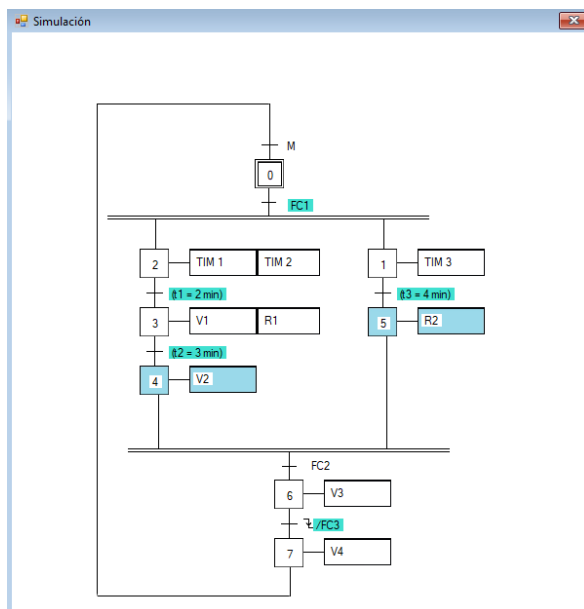 Simulación
M
0
FC1
2 TIM 1 TIM 2 1 TIM 3
(t1 = 2 min) (t3 = 4 min)
3 V1 R1 5 R2
(t2 = 3 min)
4 V2
FC2
6 V3
/FC3
7 V4